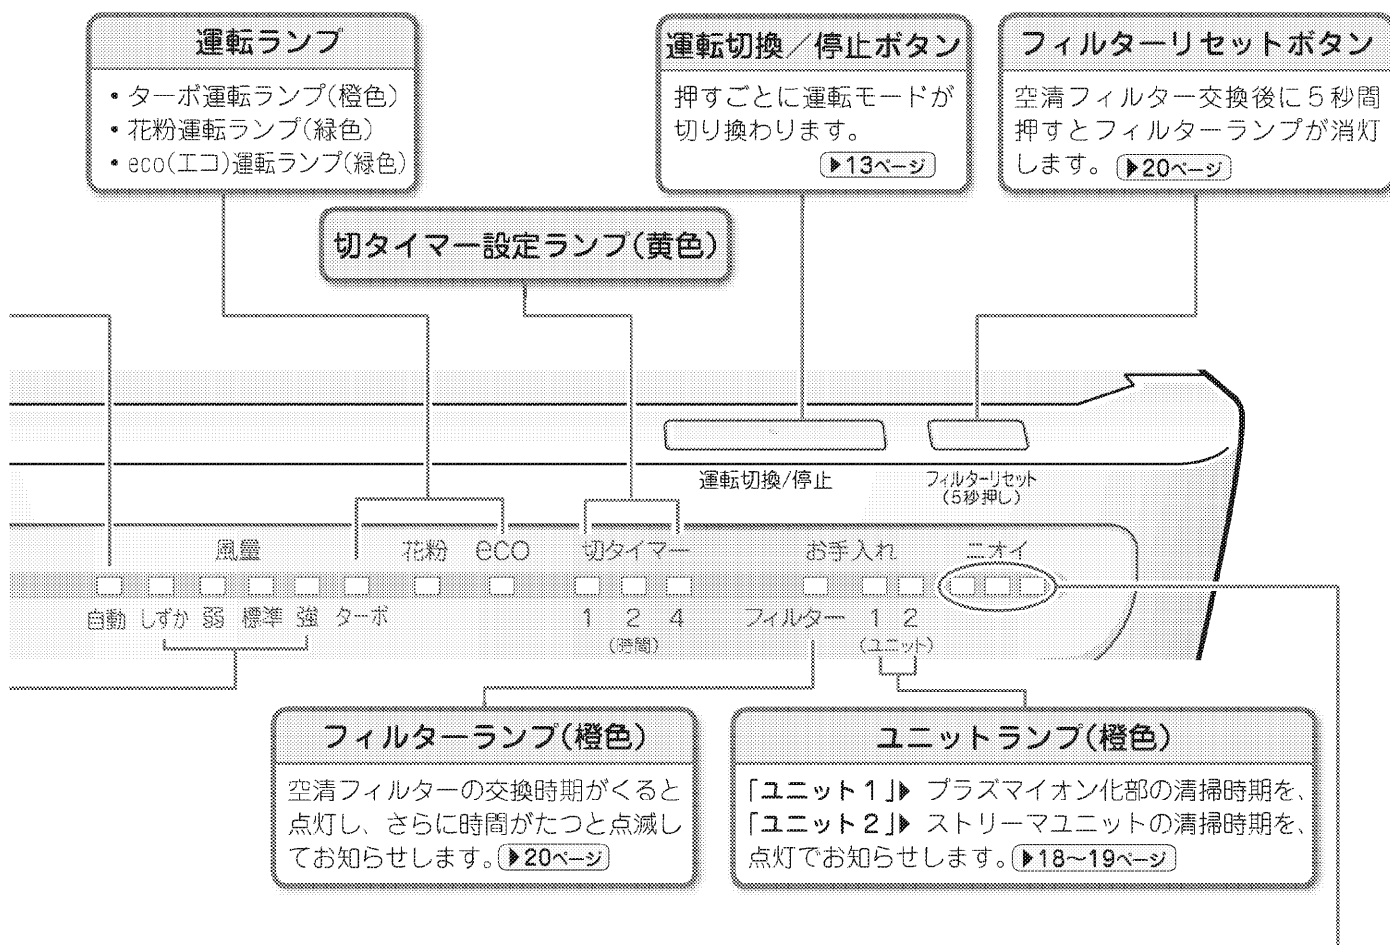 運転ランプ
・ターボ運転ランプ(橙色)
・花粉運転ランプ(緑色)
・eco(エコ)運転ランプ(緑色)
運転切換／停止ボタン
押すごとに運転モードが
切り換わります。
▶13ページ
フィルターリセットボタン
空清フィルター交換後に５秒間
押すとフィルターランプが消灯
します。 ▶20ページ
切タイマー設定ランプ(黄色)
運転切換/停止
フィルターリセット
(5秒押し)
風量 花粉 eco 切タイマー お手入れ ニオイ
自動 しずか 弱 標準 強 ターボ 1 2 4 フィルター 1 2
(時間) (ユニット)
フィルターランプ(橙色)
空清フィルターの交換時期がくると
点灯し、さらに時間がたつと点滅し
てお知らせします。 ▶20ページ
ユニットランプ(橙色)
「ユニット１」▶ プラズマイオン化部の清掃時期を、
「ユニット２」▶ ストリーマユニットの清掃時期を、
点灯でお知らせします。 ▶18〜19ページ